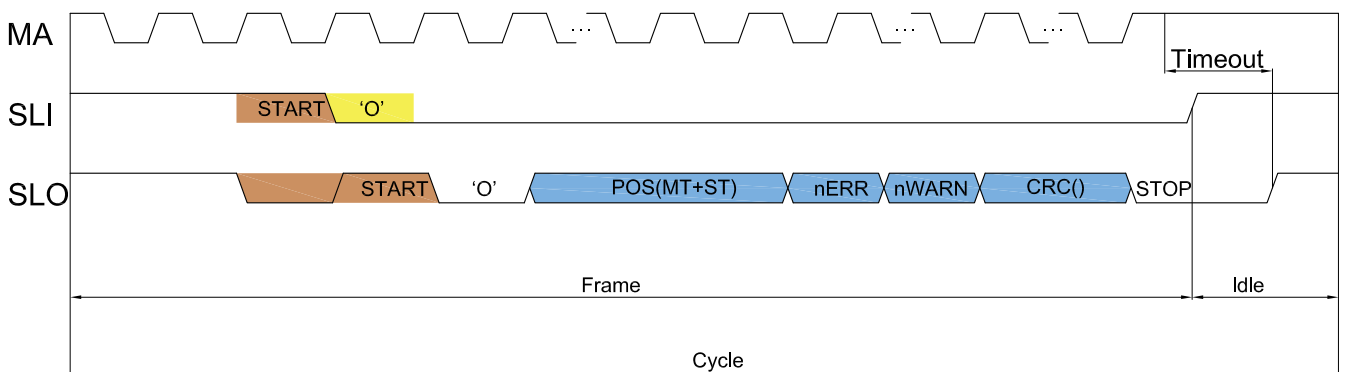 MA
... ... ...
Timeout
SLI START 'O'
SLO START 'O' POS(MT+ST) nERR nWARN CRC() STOP
Frame Idle
Cycle